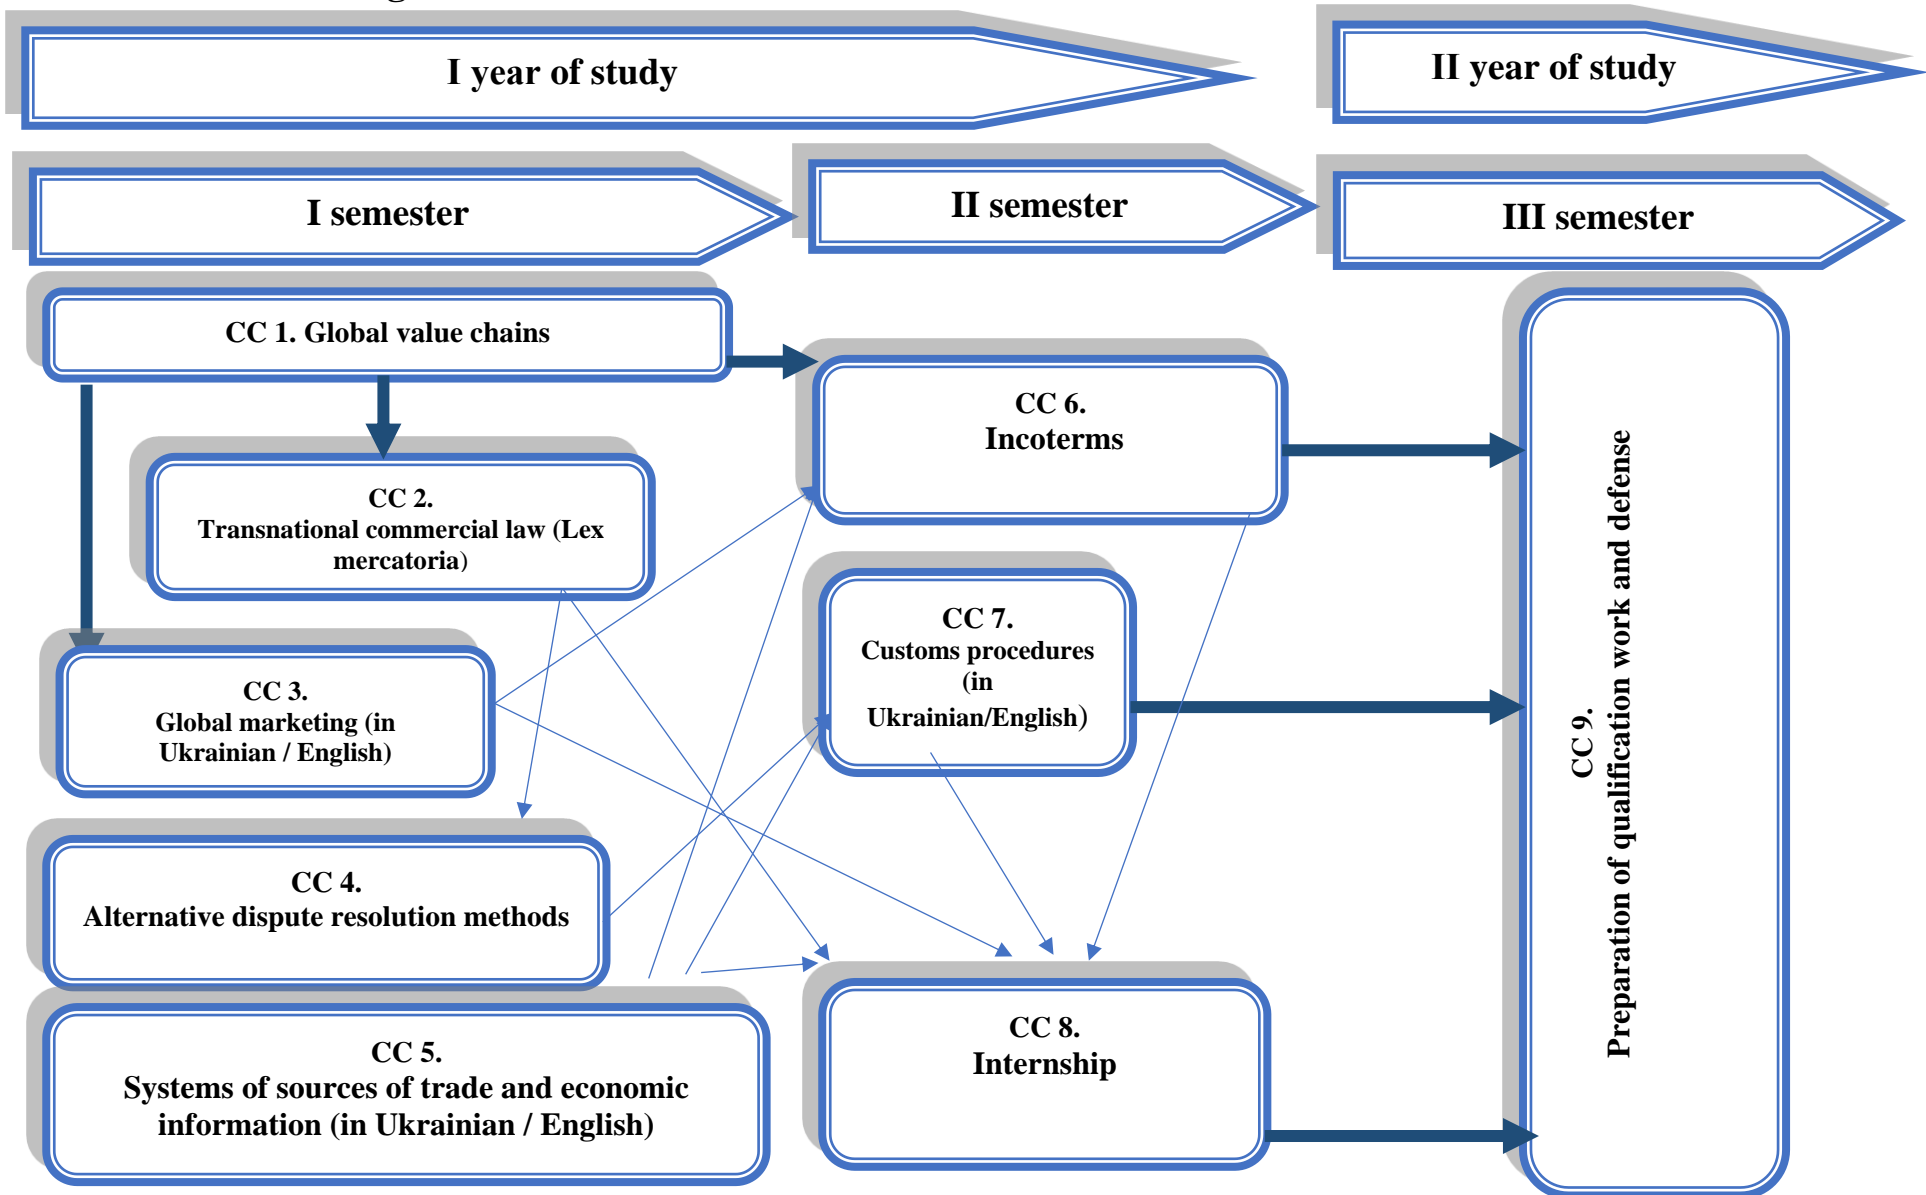 I year of study
II year of study
I semester
II semester
III semester
CC 1. Global value chains
CC 2.
Transnational commercial law (Lex
mercatoria)
CC 3.
Global marketing (in
Ukrainian / English)
CC 4.
Alternative dispute resolution methods
CC 5.
Systems of sources of trade and economic
information (in Ukrainian / English)
CC 6.
Incoterms
CC 7.
Customs procedures
(in
Ukrainian/English)
CC 8.
Internship
CC 9.
Preparation of qualification work and defense